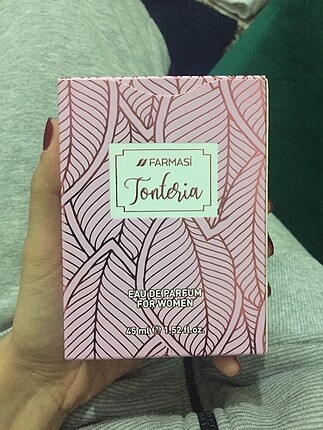 FARMASİ
Tonteria
EAU DE PARFUM
FOR WOMEN
45 ml ℮ 1.52 fl.oz.